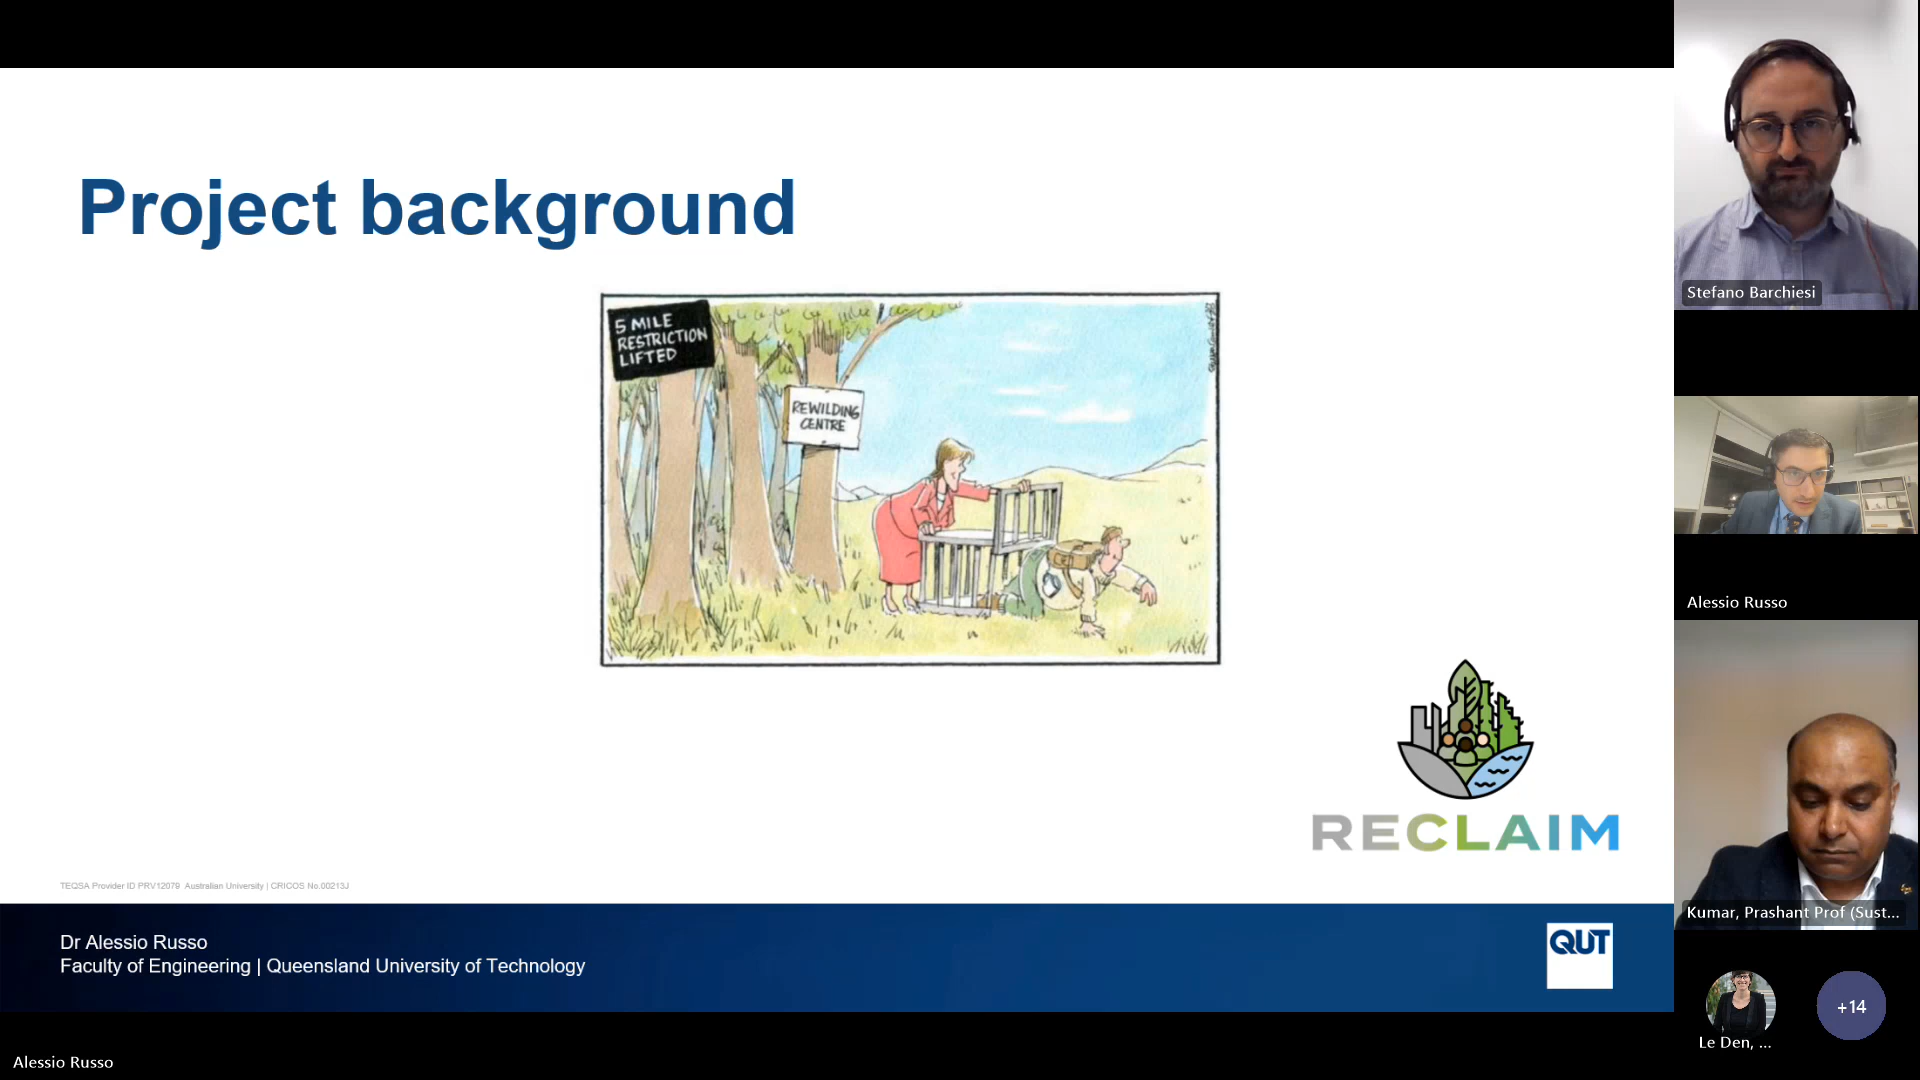 Project background
5 MILE
RESTRICTION
LIFTED
REWILDING
CENTRE
RECLAIM
TEQSA Provider ID PRV12079 Australian University | CRICOS No.00213J
Dr Alessio Russo
Faculty of Engineering | Queensland University of Technology
QUT
Alessio Russo
Stefano Barchiesi
Alessio Russo
Kumar, Prashant Prof (Sust...
Le Den, ...
+14